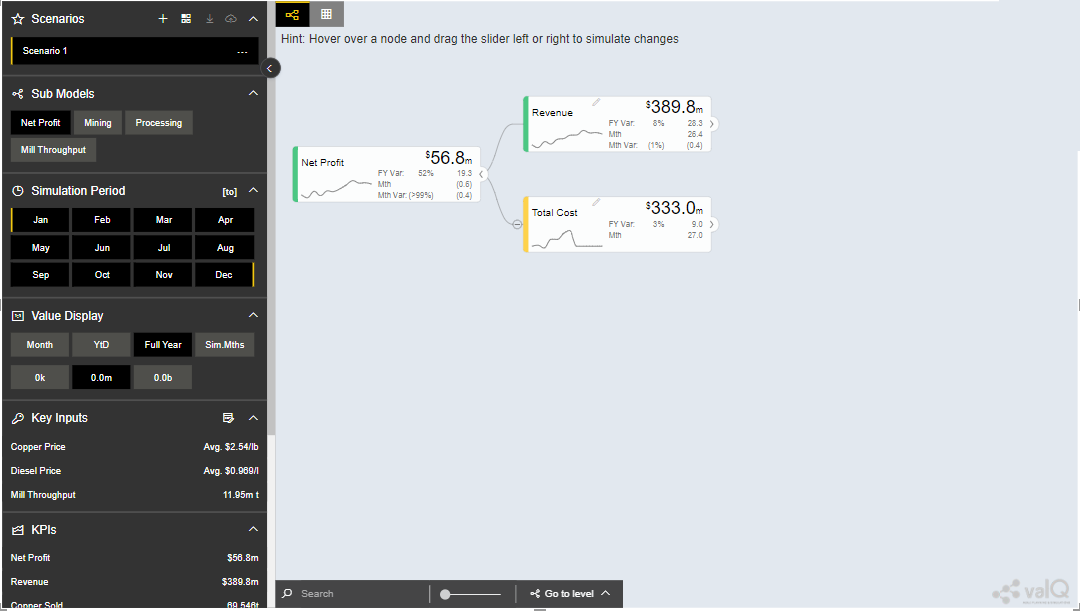 Scenarios
Scenario 1
...
Sub Models
Net Profit Mining Processing
Mill Throughput
Simulation Period [to]
Jan Feb Mar Apr
May Jun Jul Aug
Sep Oct Nov Dec
Value Display
Month YtD Full Year Sim.Mths
0k 0.0m 0.0b
Key Inputs
Copper Price Avg. $2.54/lb
Diesel Price Avg. $0.969/l
Mill Throughput 11.95m t
KPIs
Net Profit $56.8m
Revenue $389.8m
Copper Sold 69,546t
Hint: Hover over a node and drag the slider left or right to simulate changes
Net Profit $56.8m
FY Var: 52% 19.3
Mth (0.6)
Mth Var: (>99%) (0.4)
Revenue $389.8m
FY Var: 8% 28.3
Mth 26.4
Mth Var: (1%) (0.4)
Total Cost $333.0m
FY Var: 3% 9.0
Mth 27.0
Search
Go to level
valQ